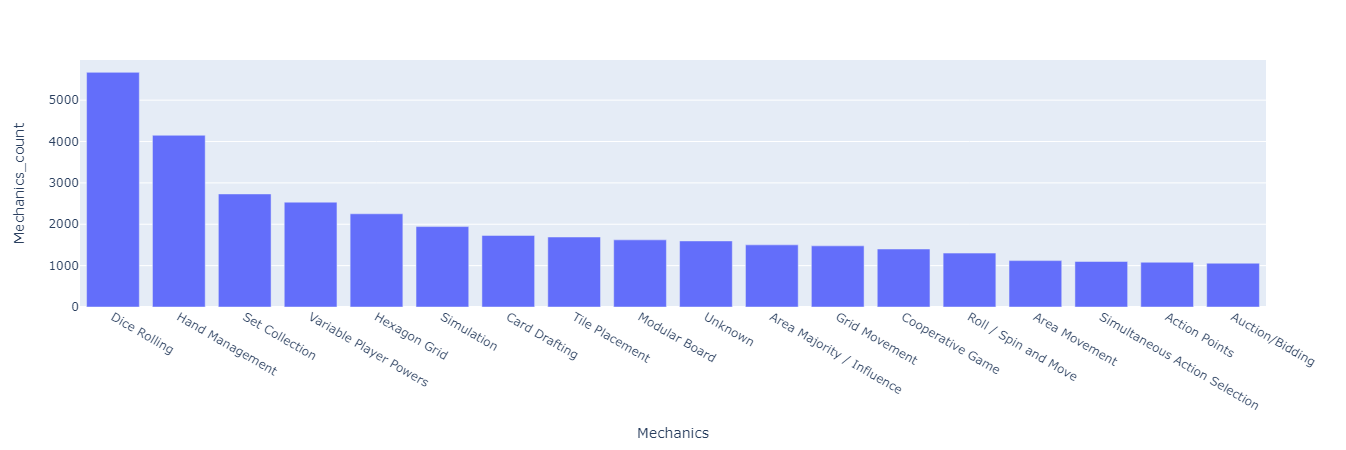 Mechanics_count
5000
4000
3000
2000
1000
0
Dice Rolling
Hand Management
Set Collection
Variable Player Powers
Hexagon Grid
Simulation
Card Drafting
Tile Placement
Modular Board
Unknown
Area Majority / Influence
Grid Movement
Cooperative Game
Roll / Spin and Move
Area Movement
Simultaneous Action Selection
Action Points
Auction/Bidding
Mechanics